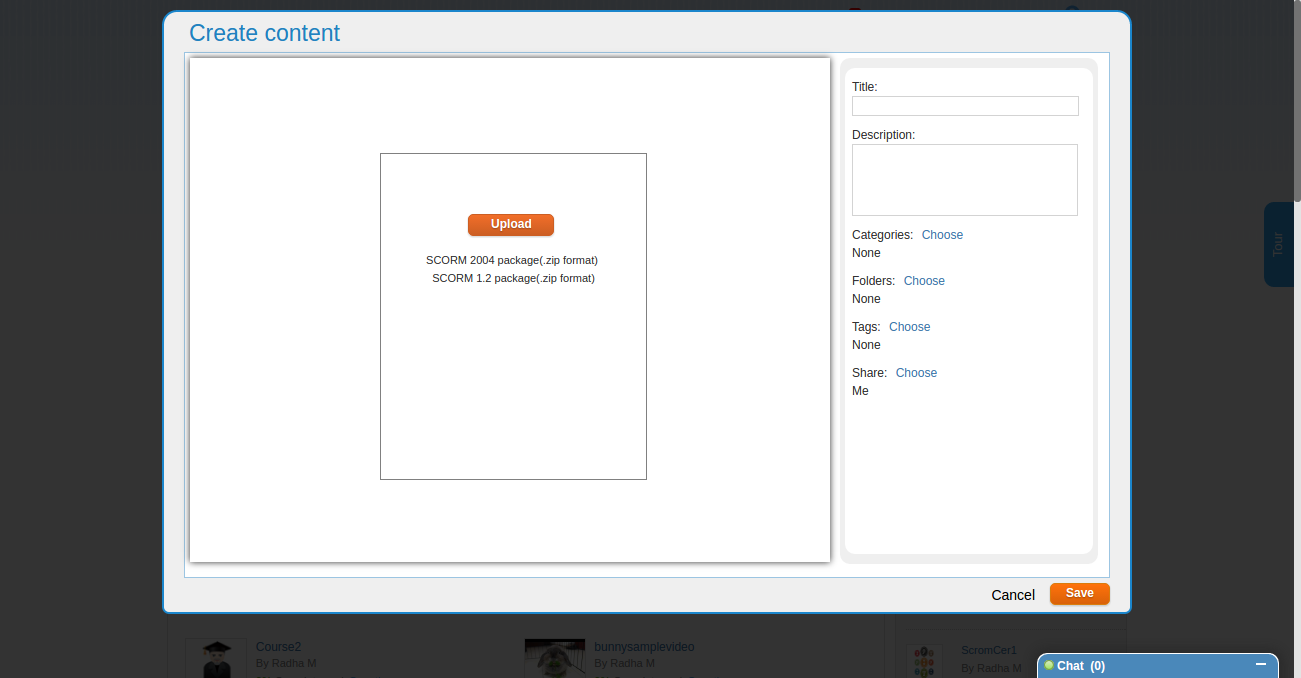 Create content
Upload
SCORM 2004 package(.zip format)
SCORM 1.2 package(.zip format)
Title:
Description:
Categories: Choose
None
Folders: Choose
None
Tags: Choose
None
Share: Choose
Me
Cancel
Save
Tour
Course2
By Radha M
bunnysamplevideo
By Radha M
ScromCer1
By Radha M
Chat (0)